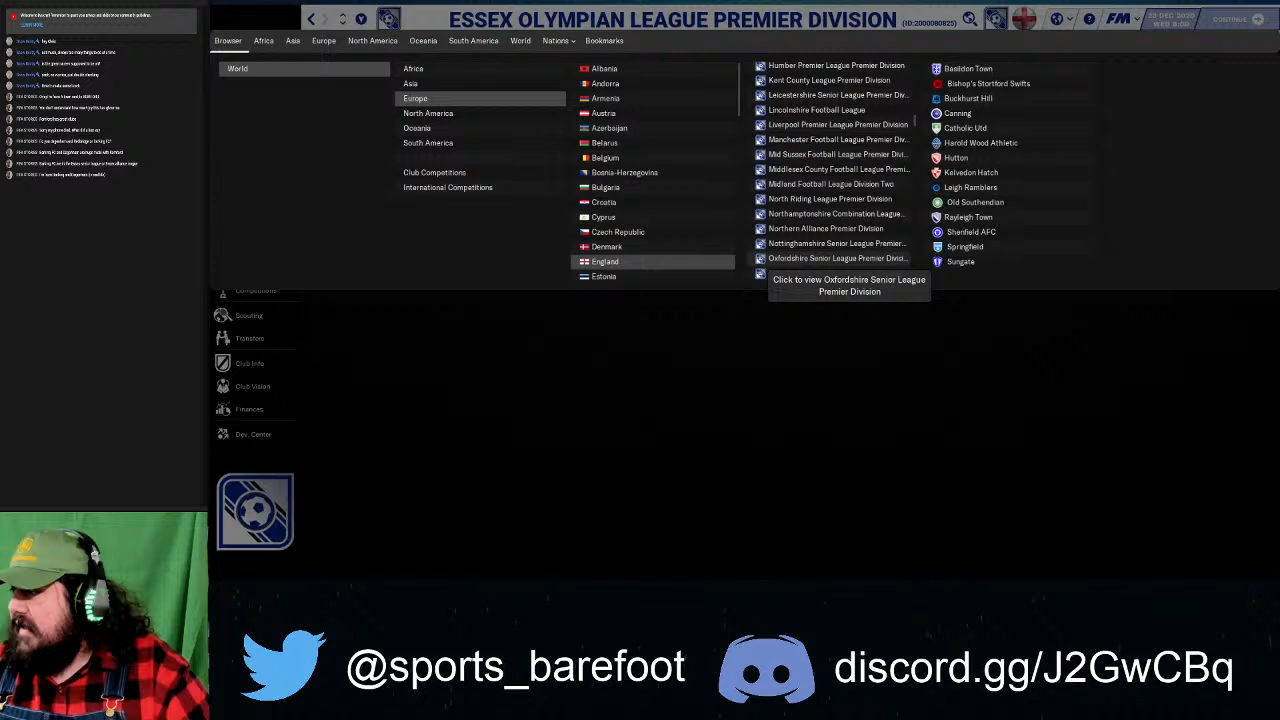 ESSEX OLYMPIAN LEAGUE PREMIER DIVISION (ID:2000080825)
FM
CONTINUE
Browser Africa Asia Europe North America Oceania South America World Nations Bookmarks
World
Africa
Asia
Europe
North America
Oceania
South America
Club Competitions
International Competitions
Albania
Andorra
Armenia
Austria
Azerbaijan
Belarus
Belgium
Bosnia-Herzegovina
Bulgaria
Croatia
Cyprus
Czech Republic
Denmark
England
Estonia
Humber Premier League Premier Division
Kent County League Premier Division
Leicestershire Senior League Premier Div...
Lincolnshire Football League
Liverpool Premier League Premier Division
Manchester Football League Premier Div...
Mid Sussex Football League Premier Div...
Middlesex County Football League Premi...
Midland Football League Division Two
North Riding League Premier Division
Northamptonshire Combination League...
Northern Alliance Premier Division
Nottinghamshire Senior League Premier...
Oxfordshire Senior League Premier Divisi...
Click to view Oxfordshire Senior League
Premier Division
Basildon Town
Bishop's Stortford Swifts
Buckhurst Hill
Canning
Catholic Utd
Harold Wood Athletic
Hutton
Kelvedon Hatch
Leigh Ramblers
Old Southendian
Rayleigh Town
Shenfield AFC
Springfield
Sungate
Competitions
Scouting
Transfers
Club Info
Club Vision
Finances
Dev. Center
@sports_barefoot
discord.gg/J2GwCBq